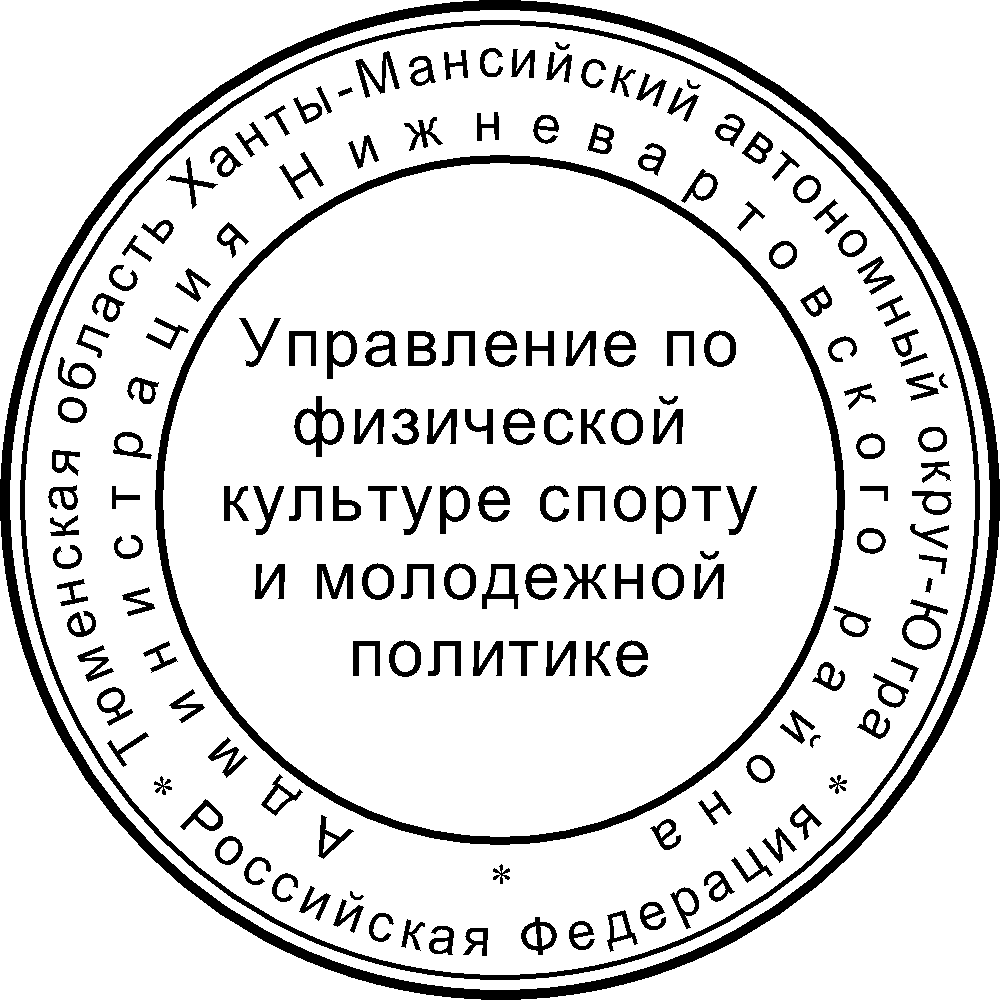 Тюменская область Ханты-Мансийский автономный округ-Югра
* Российская Федерация *
Администрация Нижневартовского района
*
Управление по
физической
культуре спорту
и молодежной
политике